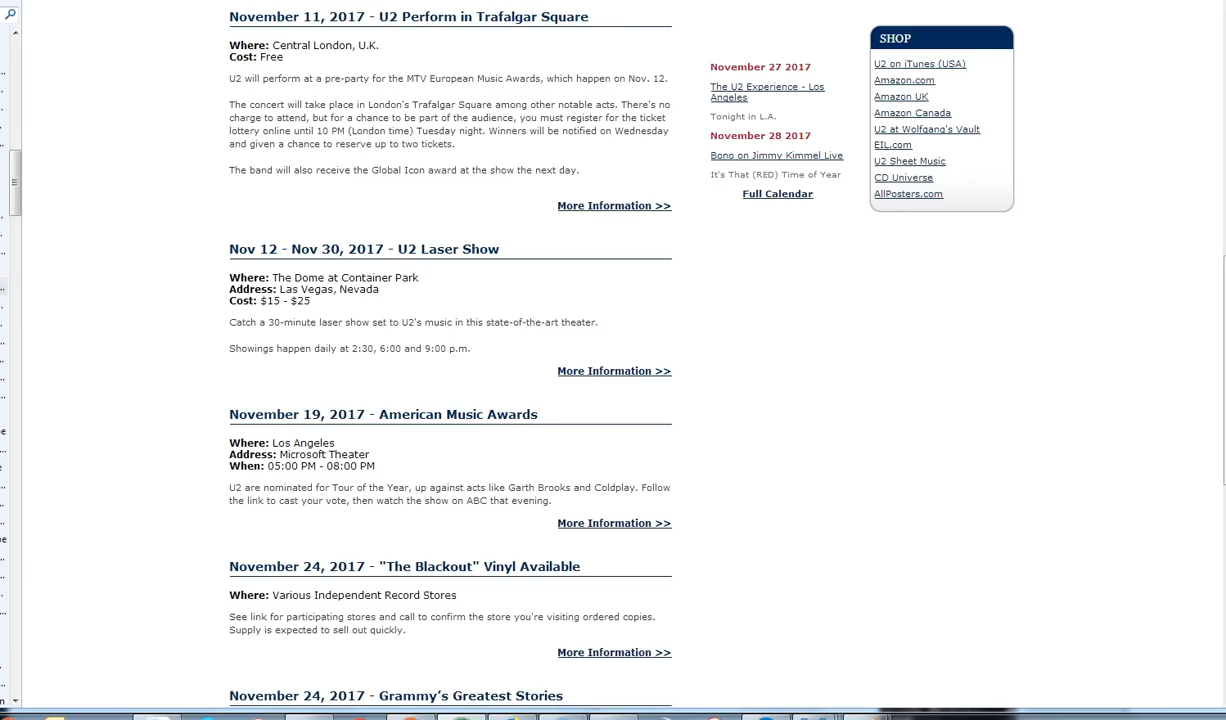 November 11, 2017 - U2 Perform in Trafalgar Square
Where: Central London, U.K.
Cost: Free
U2 will perform at a pre-party for the MTV European Music Awards, which happen on Nov. 12.
The concert will take place in London's Trafalgar Square among other notable acts. There's no
charge to attend, but for a chance to be part of the audience, you must register for the ticket
lottery online until 10 PM (London time) Tuesday night. Winners will be notified on Wednesday
and given a chance to reserve up to two tickets.
The band will also receive the Global Icon award at the show the next day.
More Information >>
Nov 12 - Nov 30, 2017 - U2 Laser Show
Where: The Dome at Container Park
Address: Las Vegas, Nevada
Cost: $15 - $25
Catch a 30-minute laser show set to U2's music in this state-of-the-art theater.
Showings happen daily at 2:30, 6:00 and 9:00 p.m.
More Information >>
November 19, 2017 - American Music Awards
Where: Los Angeles
Address: Microsoft Theater
When: 05:00 PM - 08:00 PM
U2 are nominated for Tour of the Year, up against acts like Garth Brooks and Coldplay. Follow
the link to cast your vote, then watch the show on ABC that evening.
More Information >>
November 24, 2017 - "The Blackout" Vinyl Available
Where: Various Independent Record Stores
See link for participating stores and call to confirm the store you're visiting ordered copies.
Supply is expected to sell out quickly.
More Information >>
November 24, 2017 - Grammy’s Greatest Stories
November 27 2017
The U2 Experience - Los
Angeles
Tonight in L.A.
November 28 2017
Bono on Jimmy Kimmel Live
It's That (RED) Time of Year
Full Calendar
SHOP
U2 on iTunes (USA)
Amazon.com
Amazon UK
Amazon Canada
U2 at Wolfgang's Vault
EIL.com
U2 Sheet Music
CD Universe
AllPosters.com